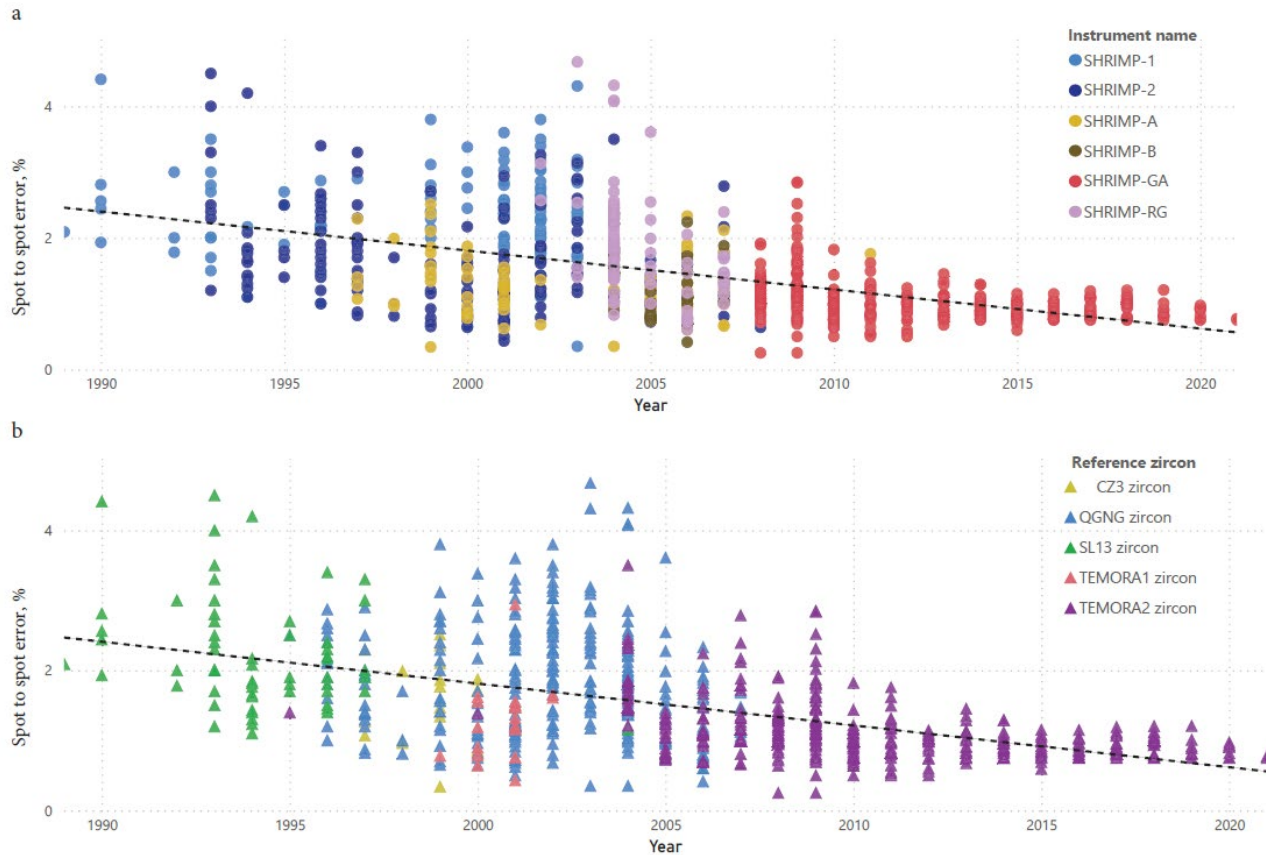 a
Instrument name
SHRIMP-1
SHRIMP-2
SHRIMP-A
SHRIMP-B
SHRIMP-GA
SHRIMP-RG
Spot to spot error, %
4
2
0
1990 1995 2000 2005 2010 2015 2020
Year
b
Reference zircon
CZ3 zircon
QGNG zircon
SL13 zircon
TEMORA1 zircon
TEMORA2 zircon
Spot to spot error, %
4
2
0
1990 1995 2000 2005 2010 2015 2020
Year